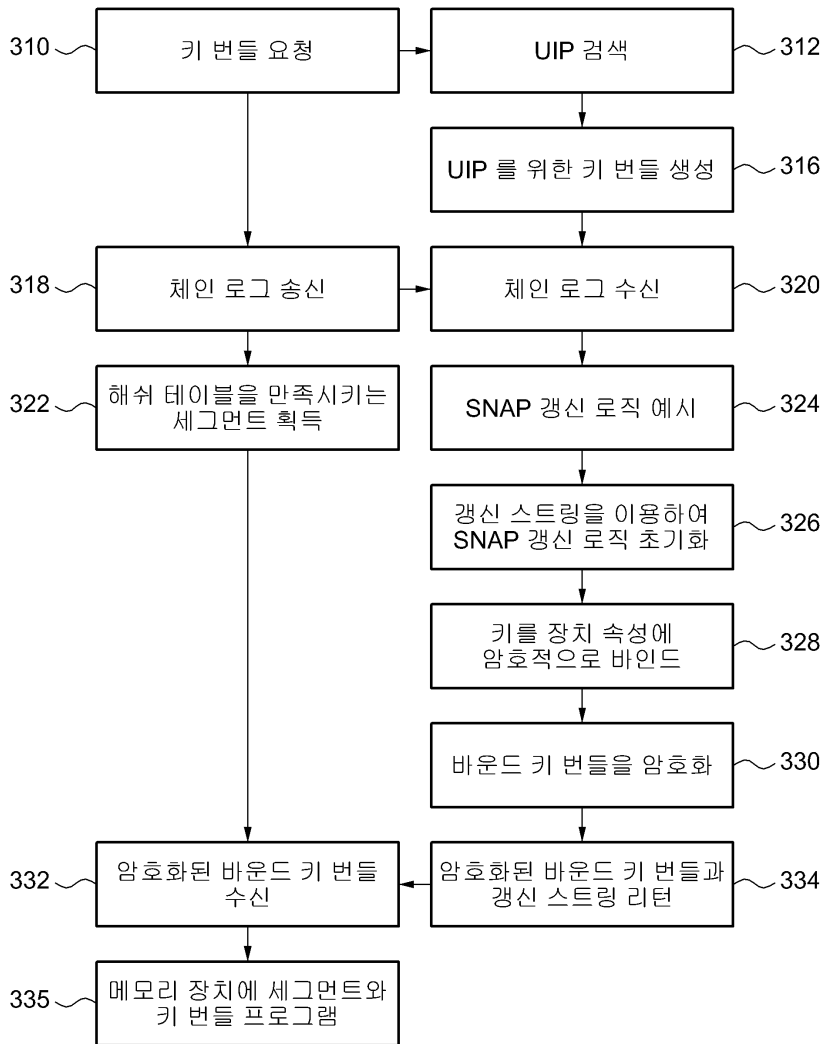 310
키 번들 요청
UIP 검색
312
UIP 를 위한 키 번들 생성
316
318
체인 로그 송신
체인 로그 수신
320
322
해쉬 테이블을 만족시키는
세그먼트 획득
SNAP 갱신 로직 예시
324
갱신 스트링을 이용하여
SNAP 갱신 로직 초기화
326
키를 장치 속성에
암호적으로 바인드
328
바운드 키 번들을 암호화
330
332
암호화된 바운드 키 번들
수신
암호화된 바운드 키 번들과
갱신 스트링 리턴
334
335
메모리 장치에 세그먼트와
키 번들 프로그램